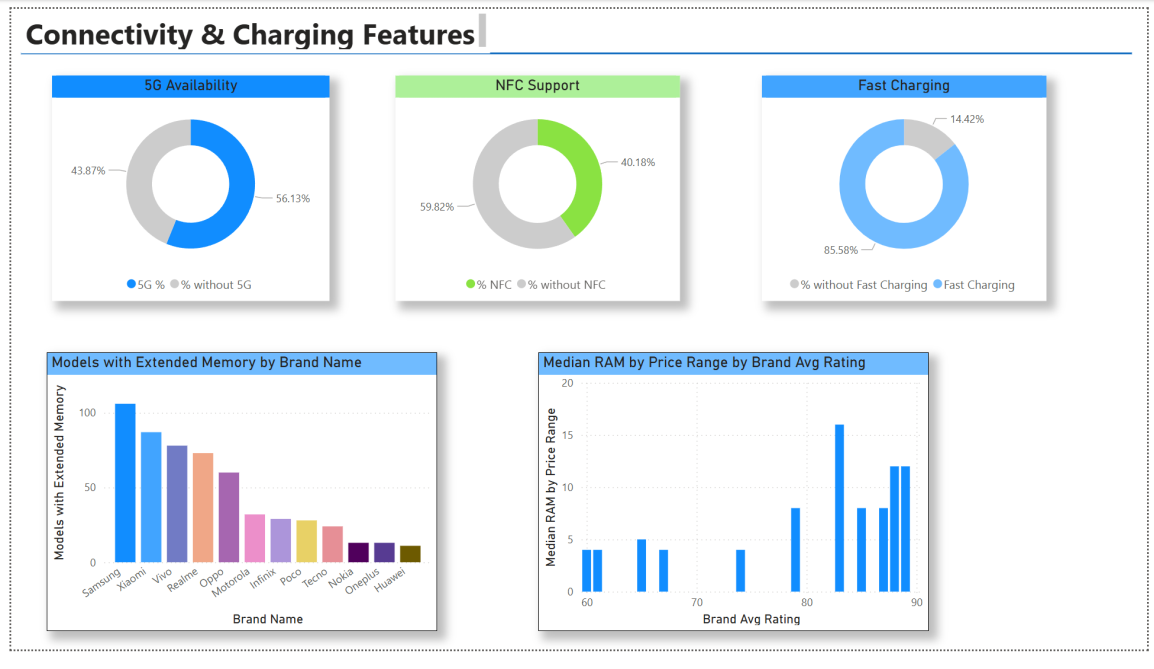 Connectivity & Charging Features
5G Availability
43.87%
56.13%
5G %
% without 5G
NFC Support
40.18%
59.82%
% NFC
% without NFC
Fast Charging
14.42%
85.58%
% without Fast Charging
Fast Charging
Models with Extended Memory by Brand Name
Models with Extended Memory
100
50
0
Samsung
Xiaomi
Vivo
Realme
Oppo
Motorola
Infinix
Poco
Tecno
Nokia
Oneplus
Huawei
Brand Name
Median RAM by Price Range by Brand Avg Rating
Median RAM by Price Range
20
15
10
5
0
60
70
80
90
Brand Avg Rating